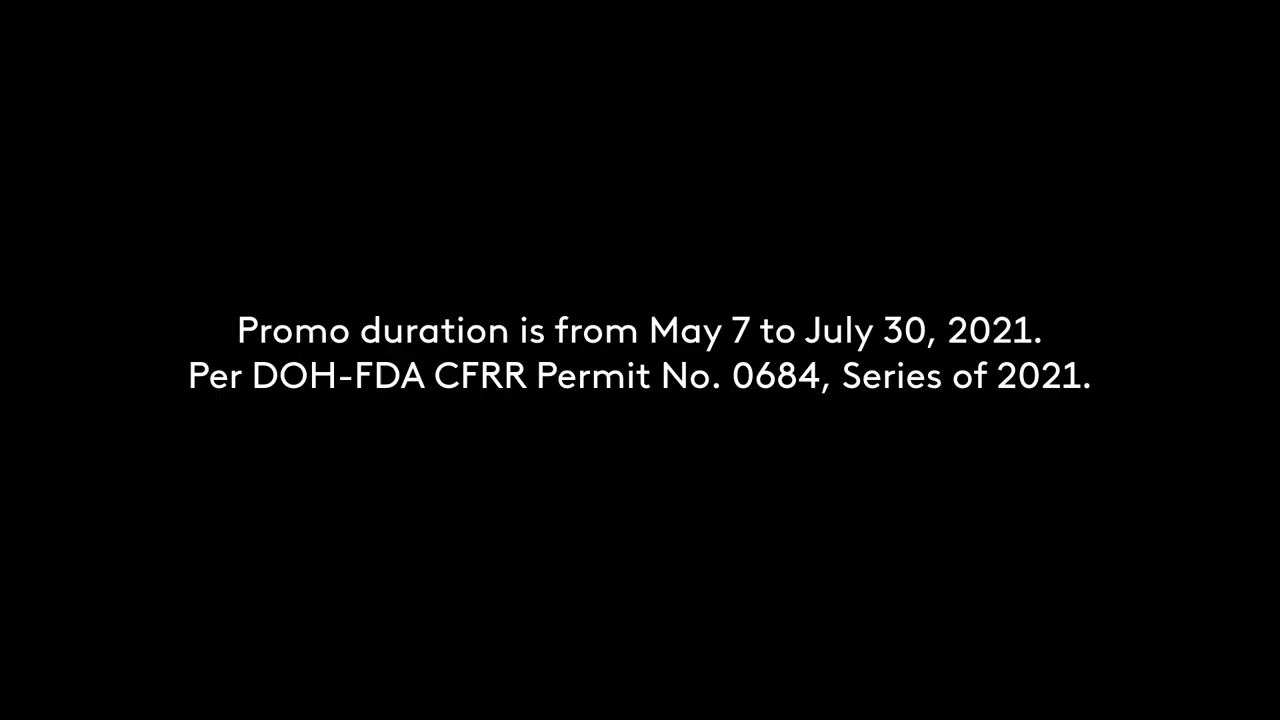 Promo duration is from May 7 to July 30, 2021.
Per DOH-FDA CFRR Permit No. 0684, Series of 2021.